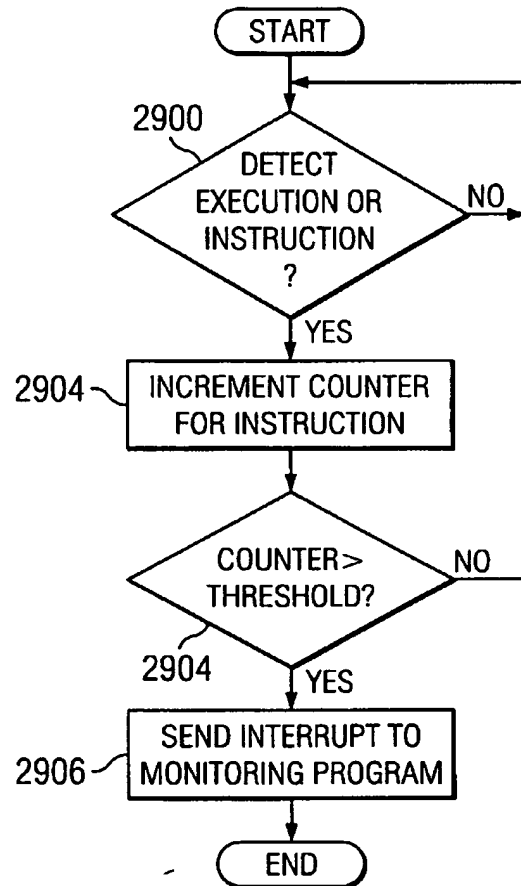 START
2900
DETECT
EXECUTION OR
INSTRUCTION
?
NO
YES
2904
INCREMENT COUNTER
FOR INSTRUCTION
COUNTER>
THRESHOLD?
NO
2904
YES
2906
SEND INTERRUPT TO
MONITORING PROGRAM
END